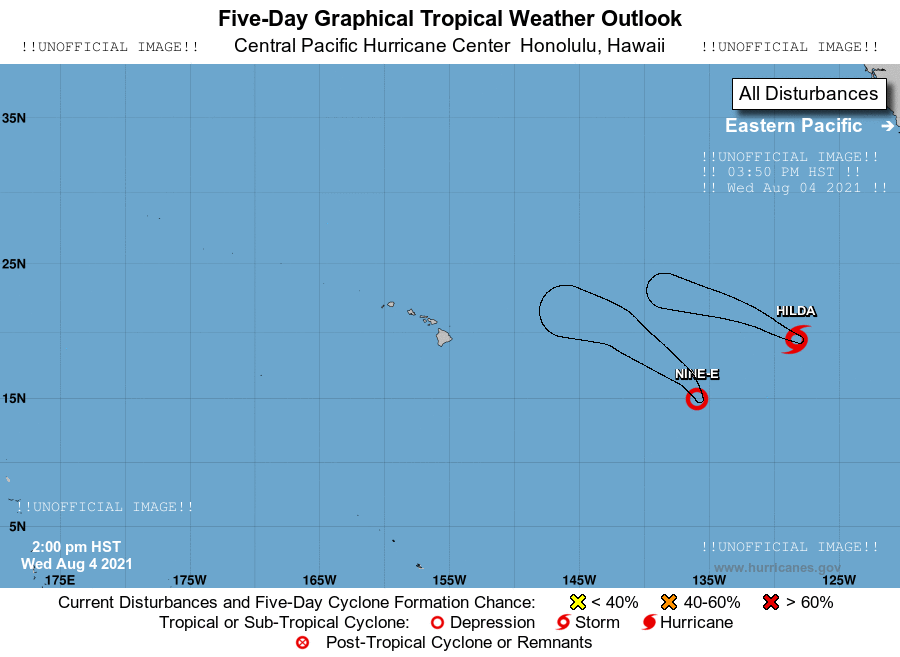 Five-Day Graphical Tropical Weather Outlook
!!UNOFFICIAL IMAGE!! Central Pacific Hurricane Center Honolulu, Hawaii !!UNOFFICIAL IMAGE!!
All Disturbances
35N
Eastern Pacific →
!!UNOFFICIAL IMAGE!!
!! 03:50 PM HST !!
!! Wed Aug 04 2021 !!
25N
HILDA
NINE-E
15N
!!UNOFFICIAL IMAGE!!
5N
2:00 pm HST
Wed Aug 4 2021
!!UNOFFICIAL IMAGE!!
www.hurricanes.gov
175E 175W 165W 155W 145W 135W 125W
Current Disturbances and Five-Day Cyclone Formation Chance: < 40% 40-60% > 60%
Tropical or Sub-Tropical Cyclone: Depression Storm Hurricane
Post-Tropical Cyclone or Remnants